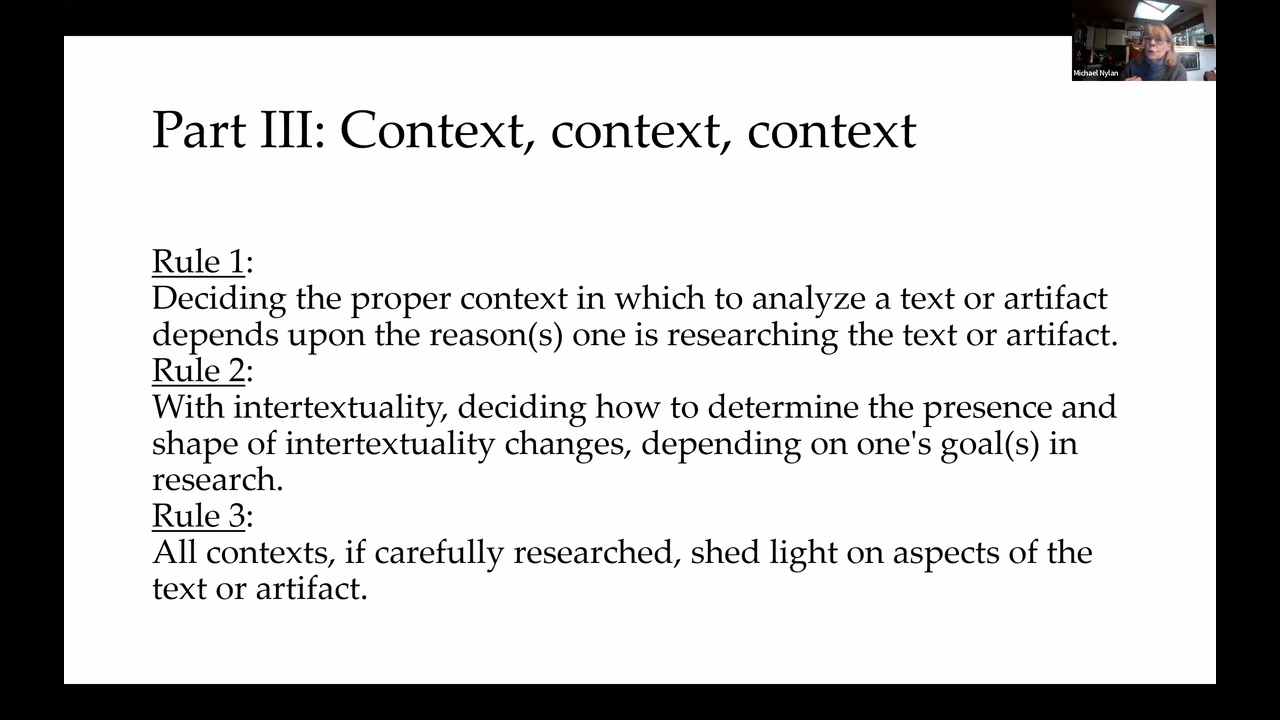 Michael Nylan
Part III: Context, context, context
Rule 1:
Deciding the proper context in which to analyze a text or artifact
depends upon the reason(s) one is researching the text or artifact.
Rule 2:
With intertextuality, deciding how to determine the presence and
shape of intertextuality changes, depending on one's goal(s) in
research.
Rule 3:
All contexts, if carefully researched, shed light on aspects of the
text or artifact.